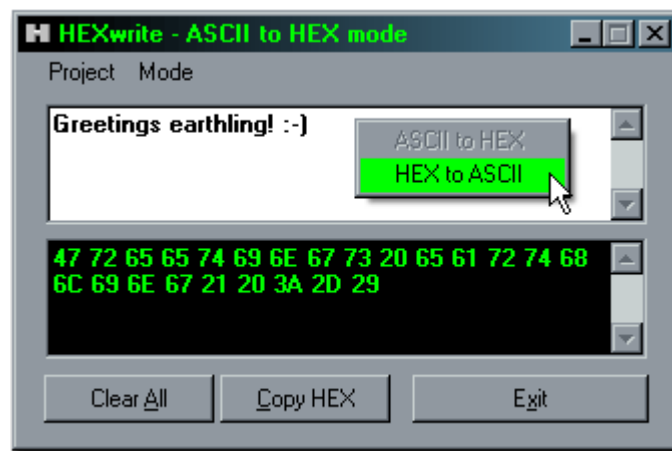 HEXwrite - ASCII to HEX mode
Project Mode
Greetings earthling! :-)
ASCII to HEX
HEX to ASCII
47 72 65 65 74 69 6E 67 73 20 65 61 72 74 68
6C 69 6E 67 21 20 3A 2D 29
Clear All Copy HEX Exit